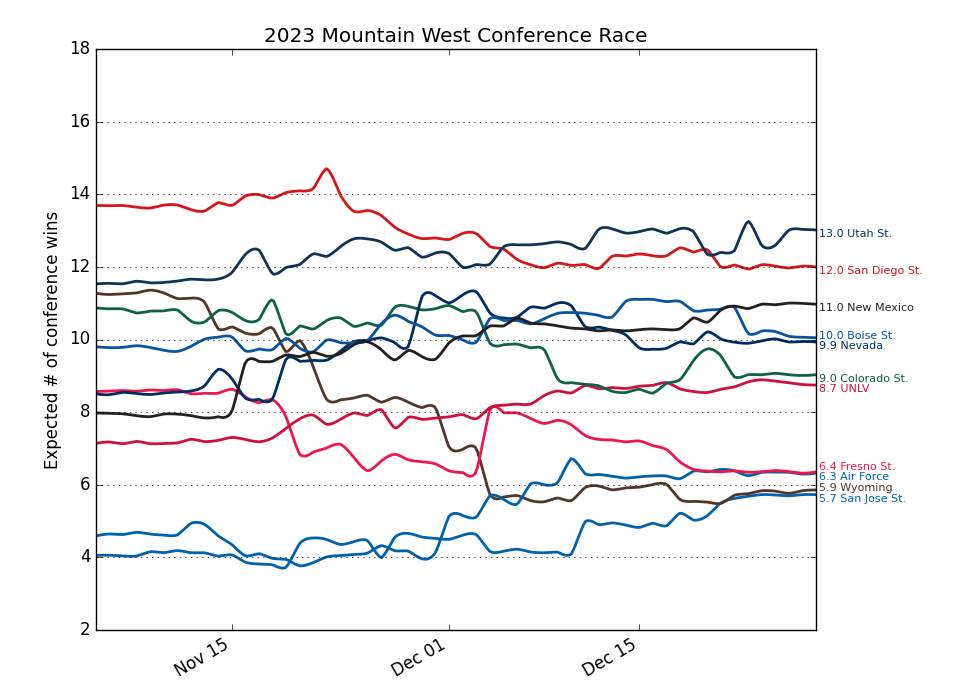 2023 Mountain West Conference Race
Expected # of conference wins
18
16
14
12
10
8
6
4
2
Nov 15
Dec 01
Dec 15
13.0 Utah St.
12.0 San Diego St.
11.0 New Mexico
10.0 Boise St.
9.9 Nevada
9.0 Colorado St.
8.7 UNLV
6.4 Fresno St.
6.3 Air Force
5.9 Wyoming
5.7 San Jose St.